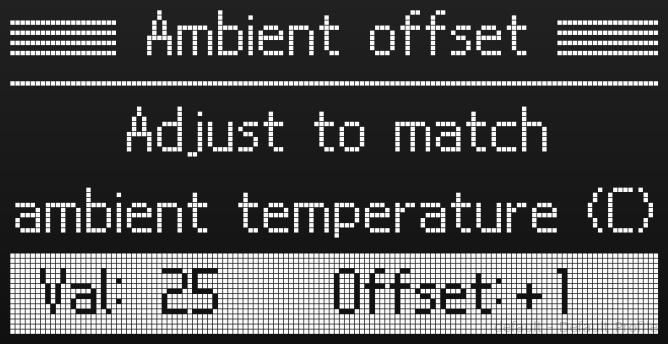 Ambient offset
Adjust to match
ambient temperature (C)
Val: 25 Offset:+1